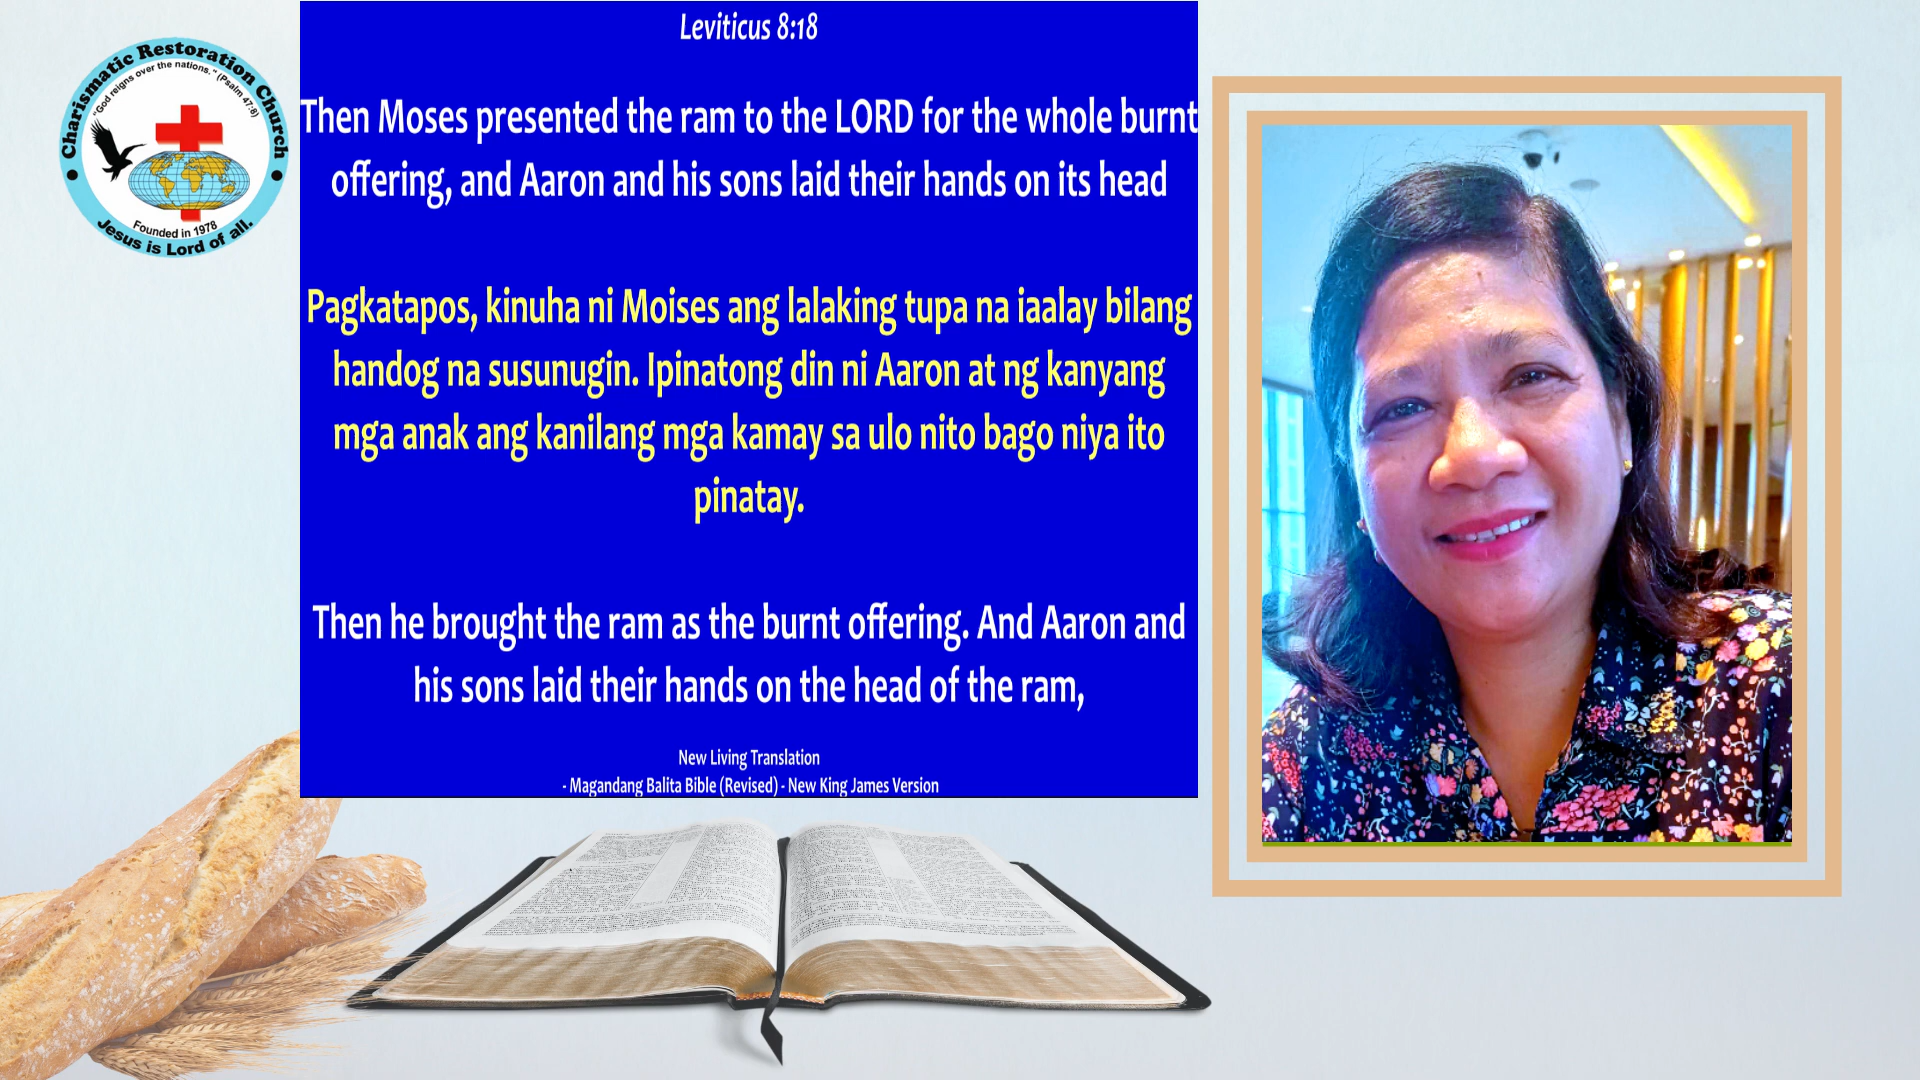 Charismatic Restoration Church
"God reigns over the nations." (Psalm 47:8)
Founded in 1978
Jesus is Lord of all.
Leviticus 8:18
Then Moses presented the ram to the LORD for the whole burnt
offering, and Aaron and his sons laid their hands on its head
Pagkatapos, kinuha ni Moises ang lalaking tupa na iaalay bilang
handog na susunugin. Ipinatong din ni Aaron at ng kanyang
mga anak ang kanilang mga kamay sa ulo nito bago niya ito
pinatay.
Then he brought the ram as the burnt offering. And Aaron and
his sons laid their hands on the head of the ram,
New Living Translation
- Magandang Balita Bible (Revised) - New King James Version